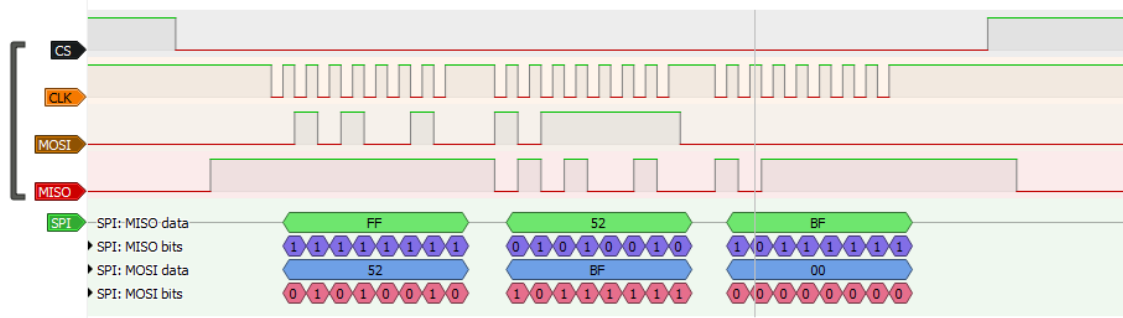 CS
CLK
MOSI
MISO
SPI SPI: MISO data FF 52 BF
SPI: MISO bits 1 1 1 1 1 1 1 1 0 1 0 1 0 0 1 0 1 0 1 1 1 1 1 1
SPI: MOSI data 52 BF 00
SPI: MOSI bits 0 1 0 1 0 0 1 0 1 0 1 1 1 1 1 1 0 0 0 0 0 0 0 0